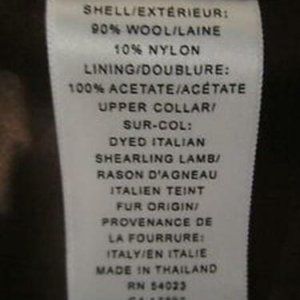 SHELL/EXTÉRIEUR:
90% WOOL/LAINE
10% NYLON
LINING/DOUBLURE:
100% ACETATE/ACÉTATE
UPPER COLLAR/
SUR-COL:
DYED ITALIAN
SHEARLING LAMB/
RASON D'AGNEAU
ITALIEN TEINT
FUR ORIGIN/
PROVENANCE DE
LA FOURRURE:
ITALY/EN ITALIE
MADE IN THAILAND
RN 54023